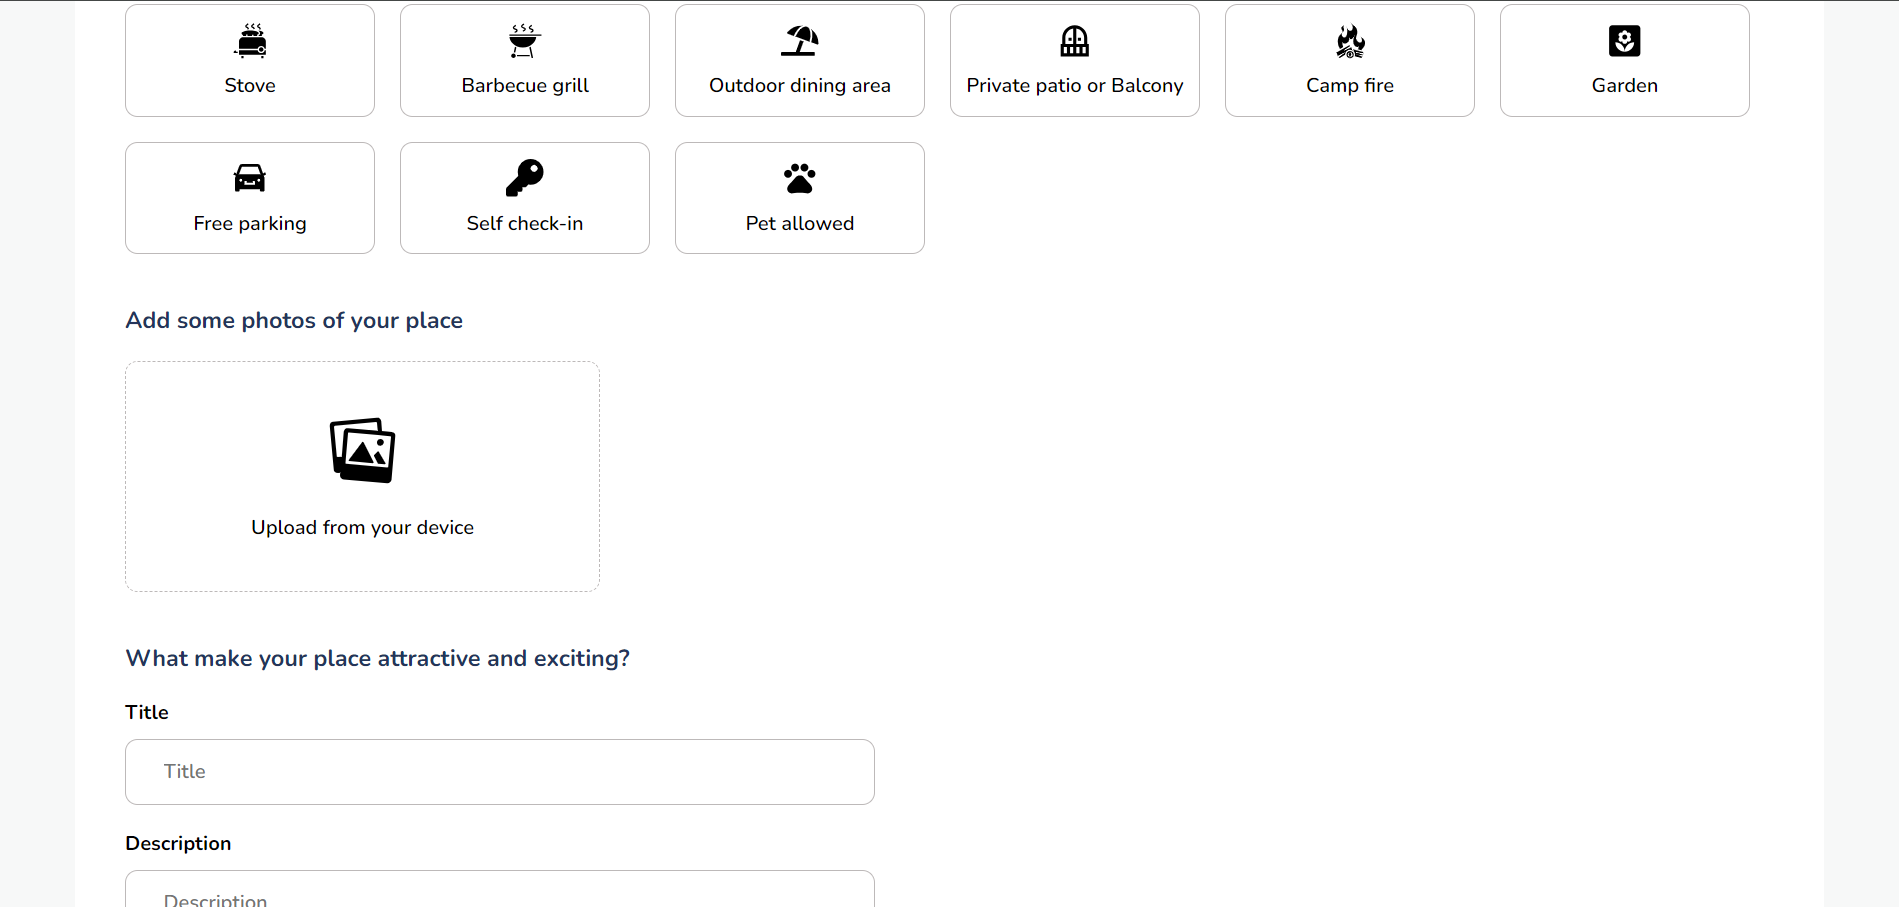 Stove
Barbecue grill
Outdoor dining area
Private patio or Balcony
Camp fire
Garden
Free parking
Self check-in
Pet allowed
Add some photos of your place
Upload from your device
What make your place attractive and exciting?
Title
Title
Description
Description